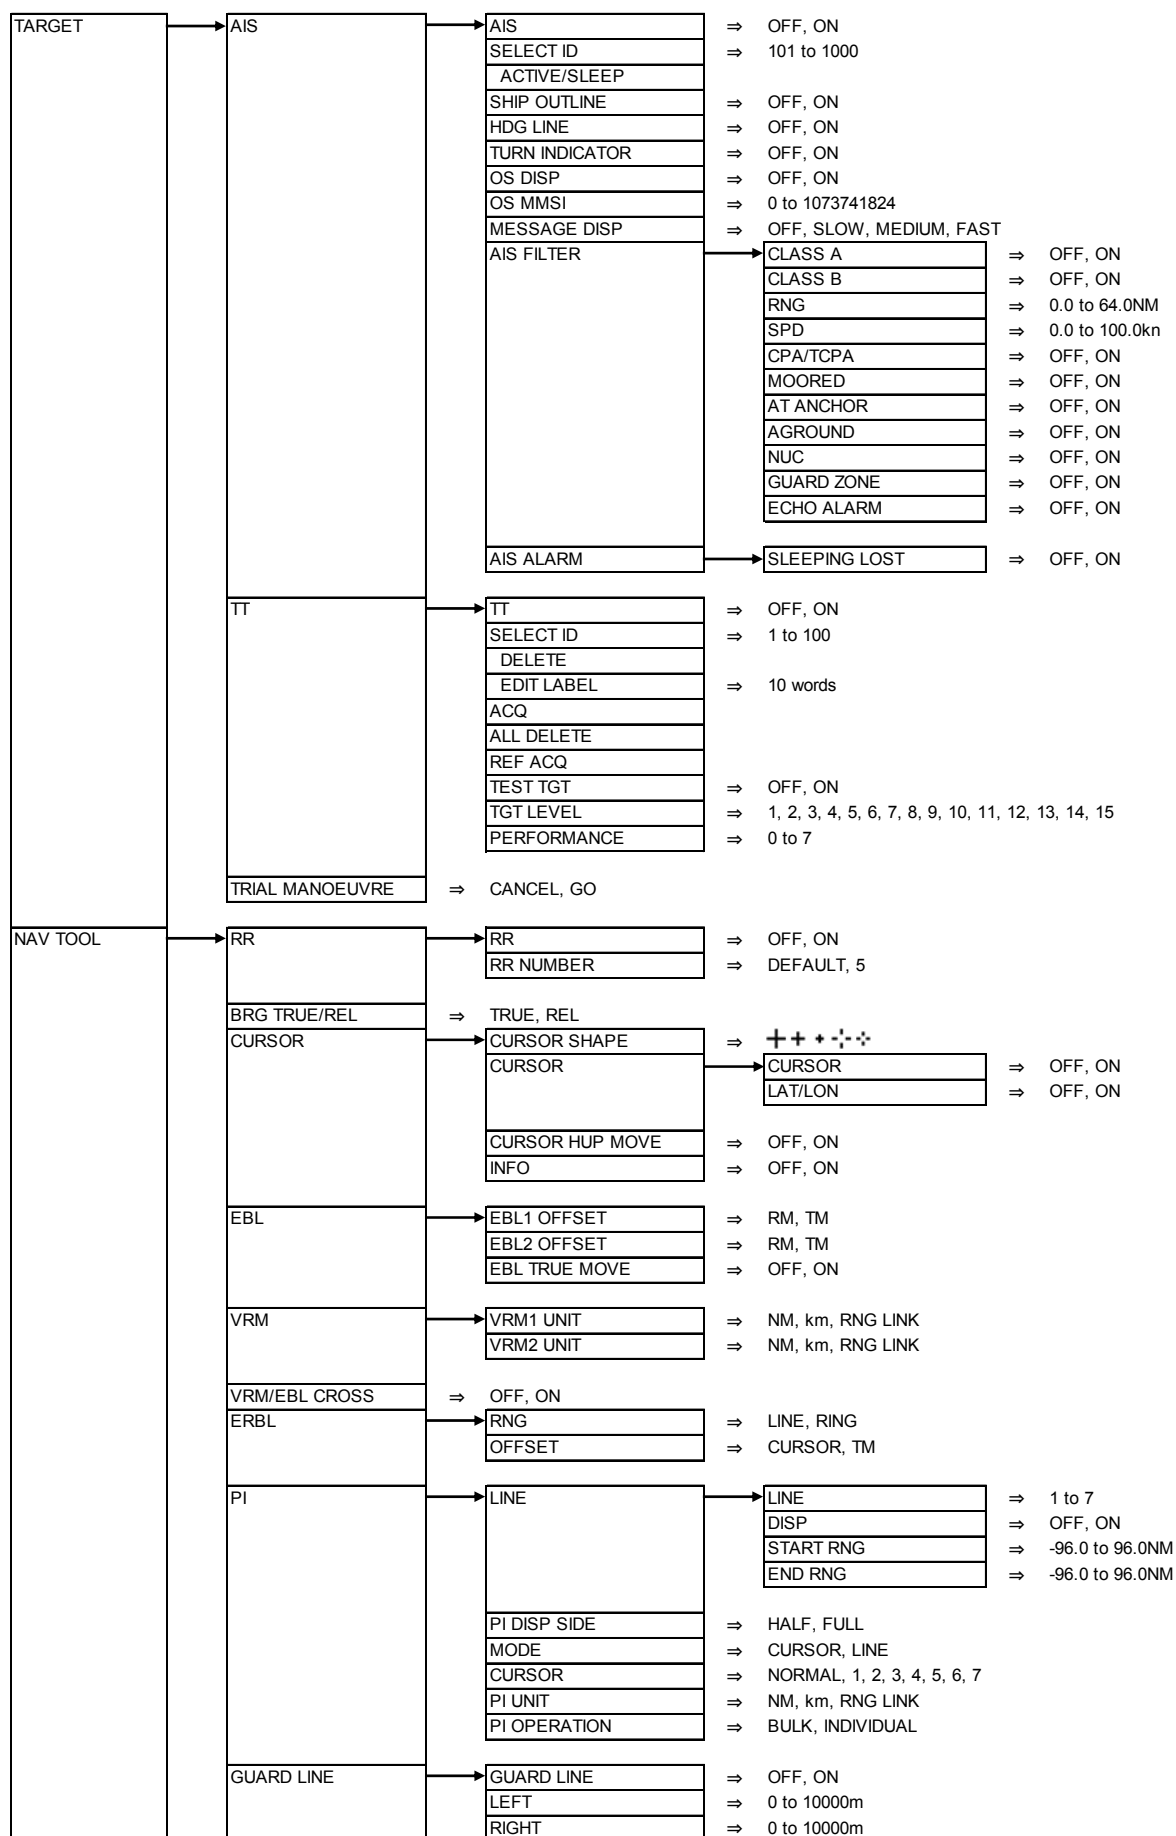 TARGET AIS AIS ⇒ OFF, ON
SELECT ID ⇒ 101 to 1000
ACTIVE/SLEEP
SHIP OUTLINE ⇒ OFF, ON
HDG LINE ⇒ OFF, ON
TURN INDICATOR ⇒ OFF, ON
OS DISP ⇒ OFF, ON
OS MMSI ⇒ 0 to 1073741824
MESSAGE DISP ⇒ OFF, SLOW, MEDIUM, FAST
AIS FILTER CLASS A ⇒ OFF, ON
CLASS B ⇒ OFF, ON
RNG ⇒ 0.0 to 64.0NM
SPD ⇒ 0.0 to 100.0kn
CPA/TCPA ⇒ OFF, ON
MOORED ⇒ OFF, ON
AT ANCHOR ⇒ OFF, ON
AGROUND ⇒ OFF, ON
NUC ⇒ OFF, ON
GUARD ZONE ⇒ OFF, ON
ECHO ALARM ⇒ OFF, ON
AIS ALARM SLEEPING LOST ⇒ OFF, ON
TT TT ⇒ OFF, ON
SELECT ID ⇒ 1 to 100
DELETE
EDIT LABEL ⇒ 10 words
ACQ
ALL DELETE
REF ACQ
TEST TGT ⇒ OFF, ON
TGT LEVEL ⇒ 1, 2, 3, 4, 5, 6, 7, 8, 9, 10, 11, 12, 13, 14, 15
PERFORMANCE ⇒ 0 to 7
TRIAL MANOEUVRE ⇒ CANCEL, GO
NAV TOOL RR RR ⇒ OFF, ON
RR NUMBER ⇒ DEFAULT, 5
BRG TRUE/REL ⇒ TRUE, REL
CURSOR CURSOR SHAPE ⇒
CURSOR CURSOR ⇒ OFF, ON
LAT/LON ⇒ OFF, ON
CURSOR HUP MOVE ⇒ OFF, ON
INFO ⇒ OFF, ON
EBL EBL1 OFFSET ⇒ RM, TM
EBL2 OFFSET ⇒ RM, TM
EBL TRUE MOVE ⇒ OFF, ON
VRM VRM1 UNIT ⇒ NM, km, RNG LINK
VRM2 UNIT ⇒ NM, km, RNG LINK
VRM/EBL CROSS ⇒ OFF, ON
ERBL RNG ⇒ LINE, RING
OFFSET ⇒ CURSOR, TM
PI LINE LINE ⇒ 1 to 7
DISP ⇒ OFF, ON
START RNG ⇒ -96.0 to 96.0NM
END RNG ⇒ -96.0 to 96.0NM
PI DISP SIDE ⇒ HALF, FULL
MODE ⇒ CURSOR, LINE
CURSOR ⇒ NORMAL, 1, 2, 3, 4, 5, 6, 7
PI UNIT ⇒ NM, km, RNG LINK
PI OPERATION ⇒ BULK, INDIVIDUAL
GUARD LINE GUARD LINE ⇒ OFF, ON
LEFT ⇒ 0 to 10000m
RIGHT ⇒ 0 to 10000m